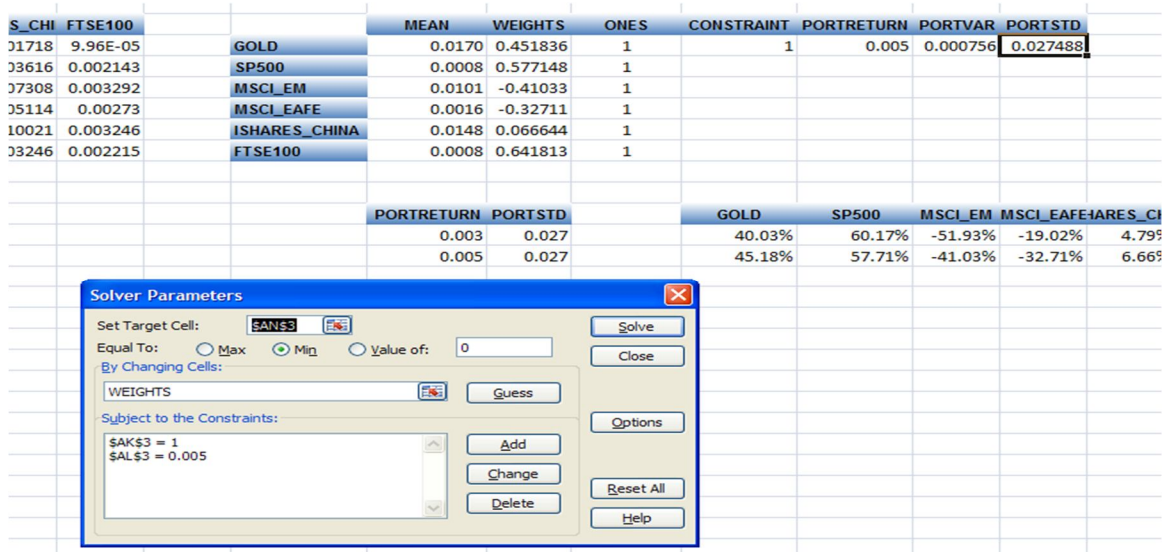 S_CHI FTSE100 MEAN WEIGHTS ONES CONSTRAINT PORTRETURN PORTVAR PORTSTD
01718 9.96E-05 GOLD 0.0170 0.451836 1 1 0.005 0.000756 0.027488
03616 0.002143 SP500 0.0008 0.577148 1
07308 0.003292 MSCI_EM 0.0101 -0.41033 1
05114 0.00273 MSCI_EAFE 0.0016 -0.32711 1
10021 0.003246 ISHARES_CHINA 0.0148 0.066644 1
03246 0.002215 FTSE100 0.0008 0.641813 1
PORTRETURN PORTSTD GOLD SP500 MSCI_EM MSCI_EAFE HARES_CH
0.003 0.027 40.03% 60.17% -51.93% -19.02% 4.79%
0.005 0.027 45.18% 57.71% -41.03% -32.71% 6.66%
Solver Parameters
Set Target Cell: $AN$3 Solve
Equal To: Max Min Value of: 0 Close
By Changing Cells:
WEIGHTS Guess
Subject to the Constraints: Options
$AK$3 = 1 Add
$AL$3 = 0.005
Change
Reset All
Delete
Help